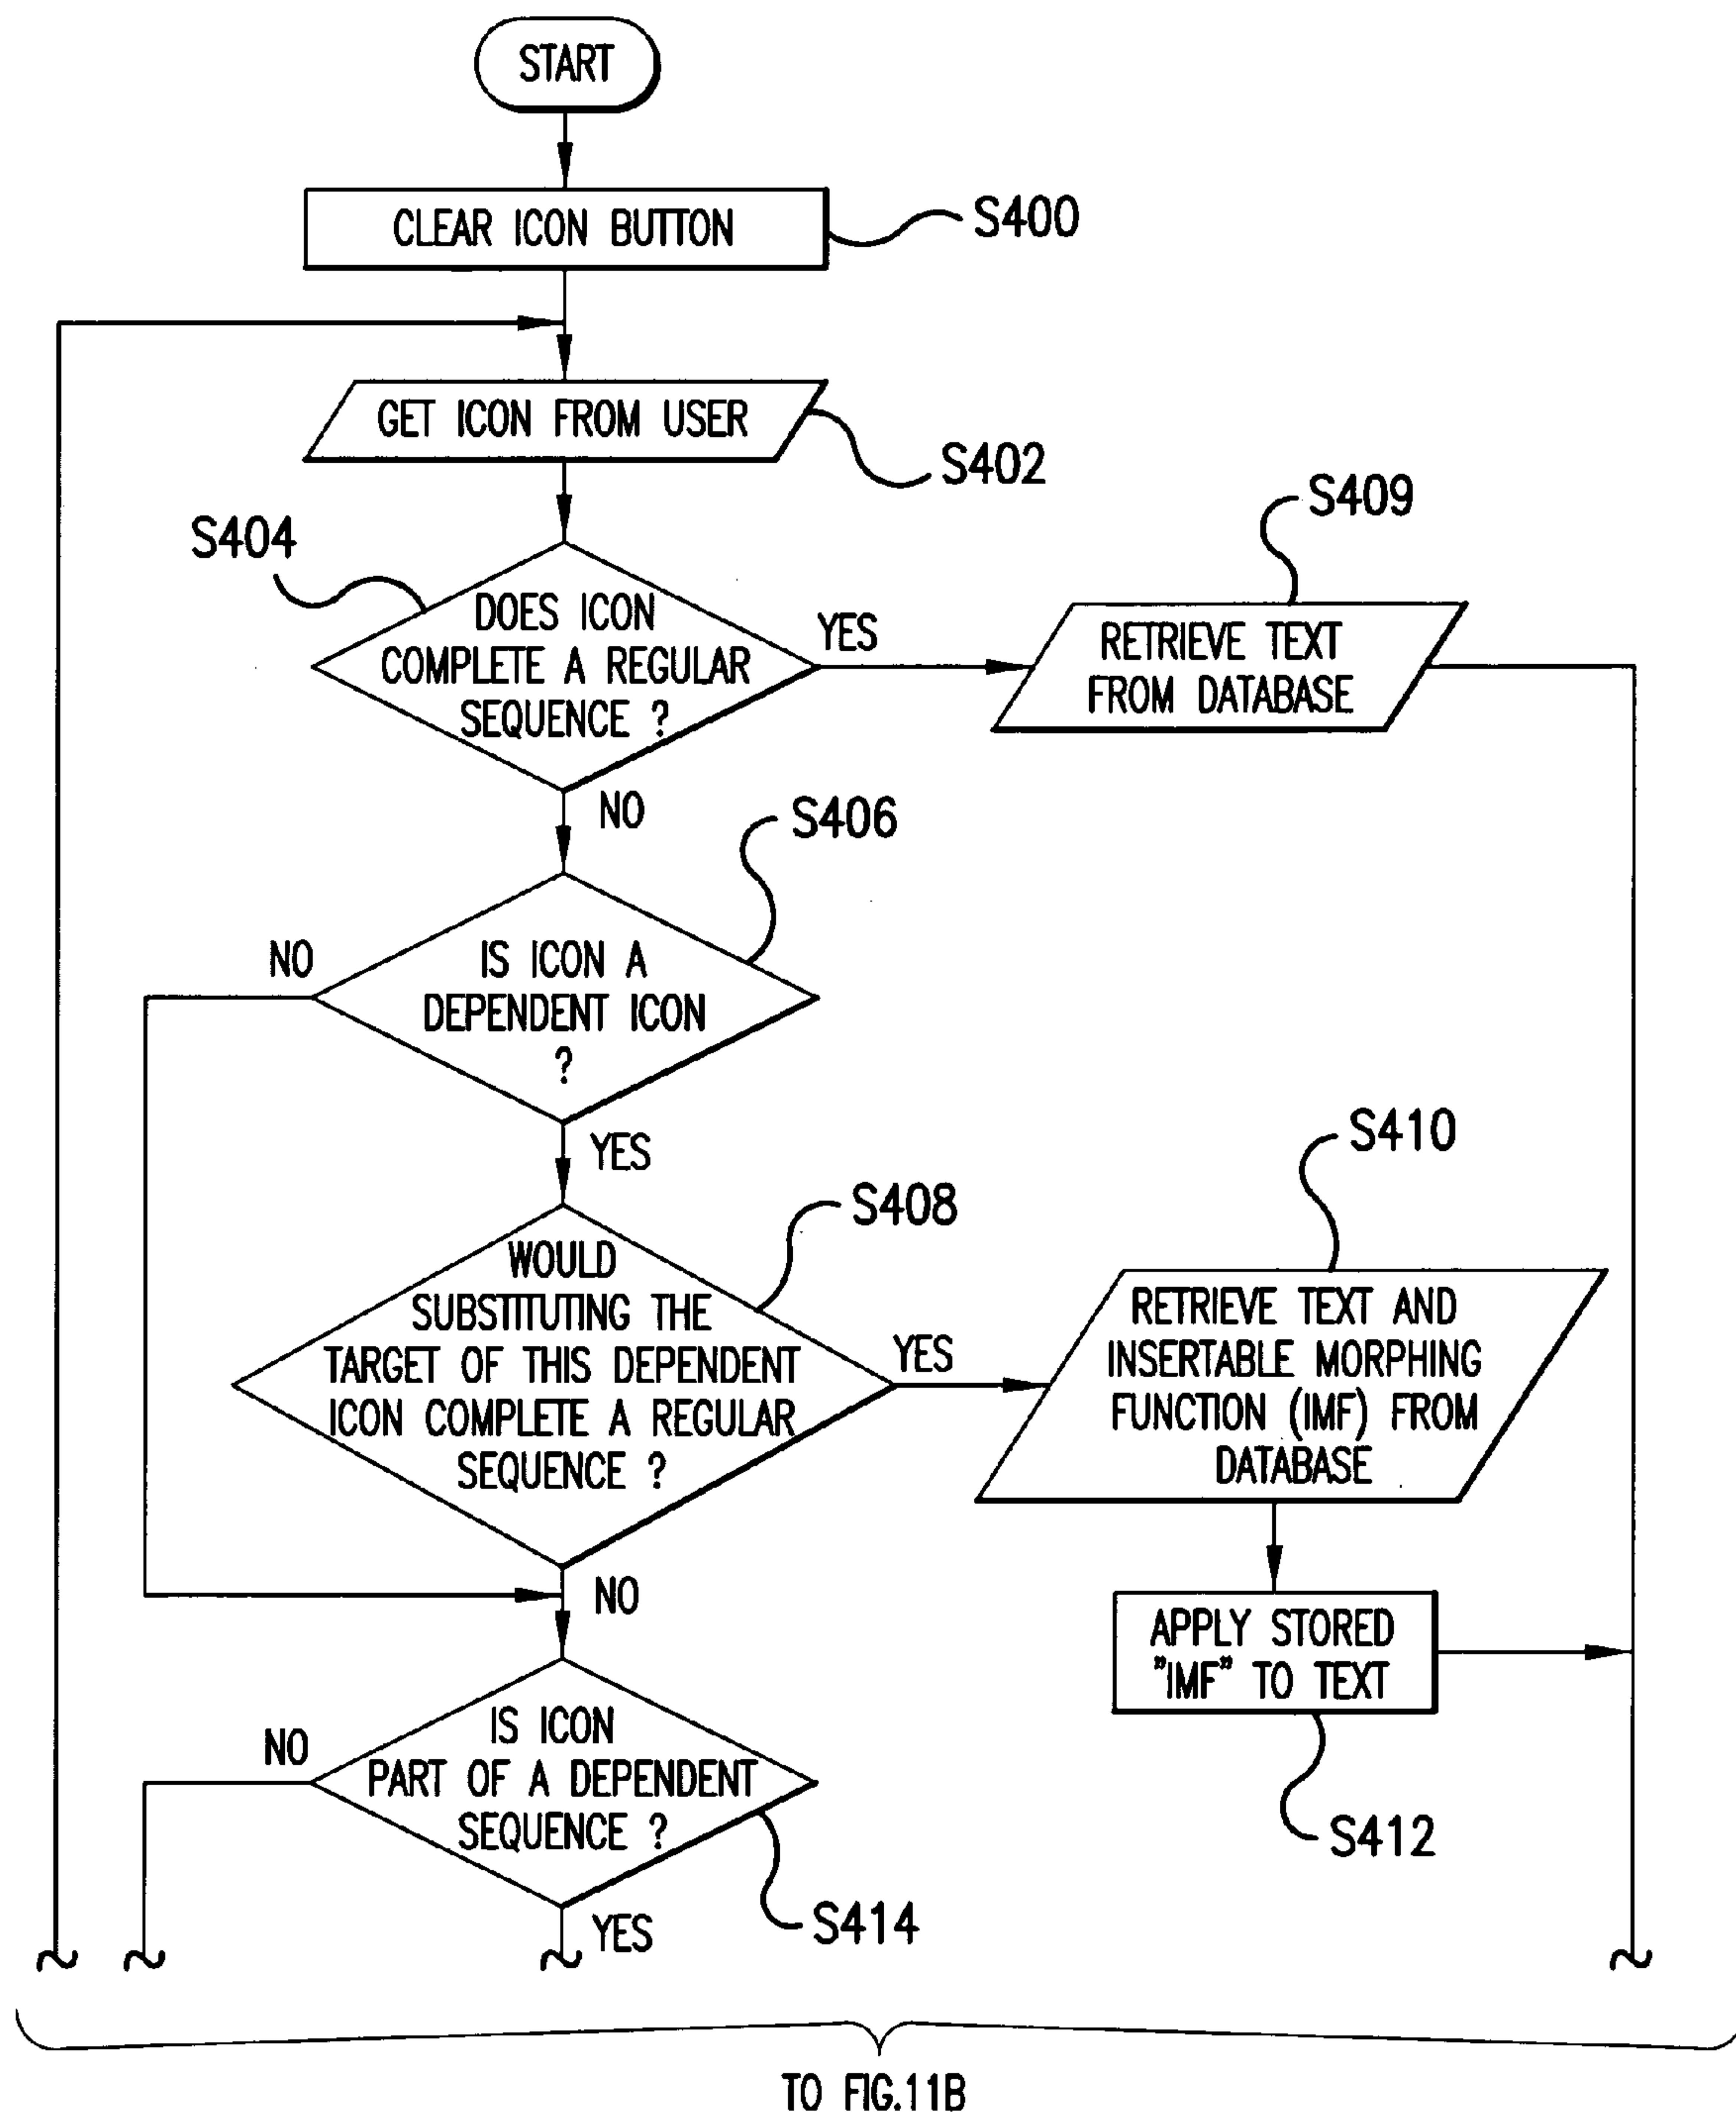 START
CLEAR ICON BUTTON
S400
GET ICON FROM USER
S402
S404
DOES ICON
COMPLETE A REGULAR
SEQUENCE ?
YES
S409
RETRIEVE TEXT
FROM DATABASE
NO
S406
NO
IS ICON A
DEPENDENT ICON
?
YES
S408
WOULD
SUBSTITUTING THE
TARGET OF THIS DEPENDENT
ICON COMPLETE A REGULAR
SEQUENCE ?
YES
S410
RETRIEVE TEXT AND
INSERTABLE MORPHING
FUNCTION (IMF) FROM
DATABASE
NO
APPLY STORED
"IMF" TO TEXT
S412
NO
IS ICON
PART OF A DEPENDENT
SEQUENCE ?
S414
YES
TO FIG.11B